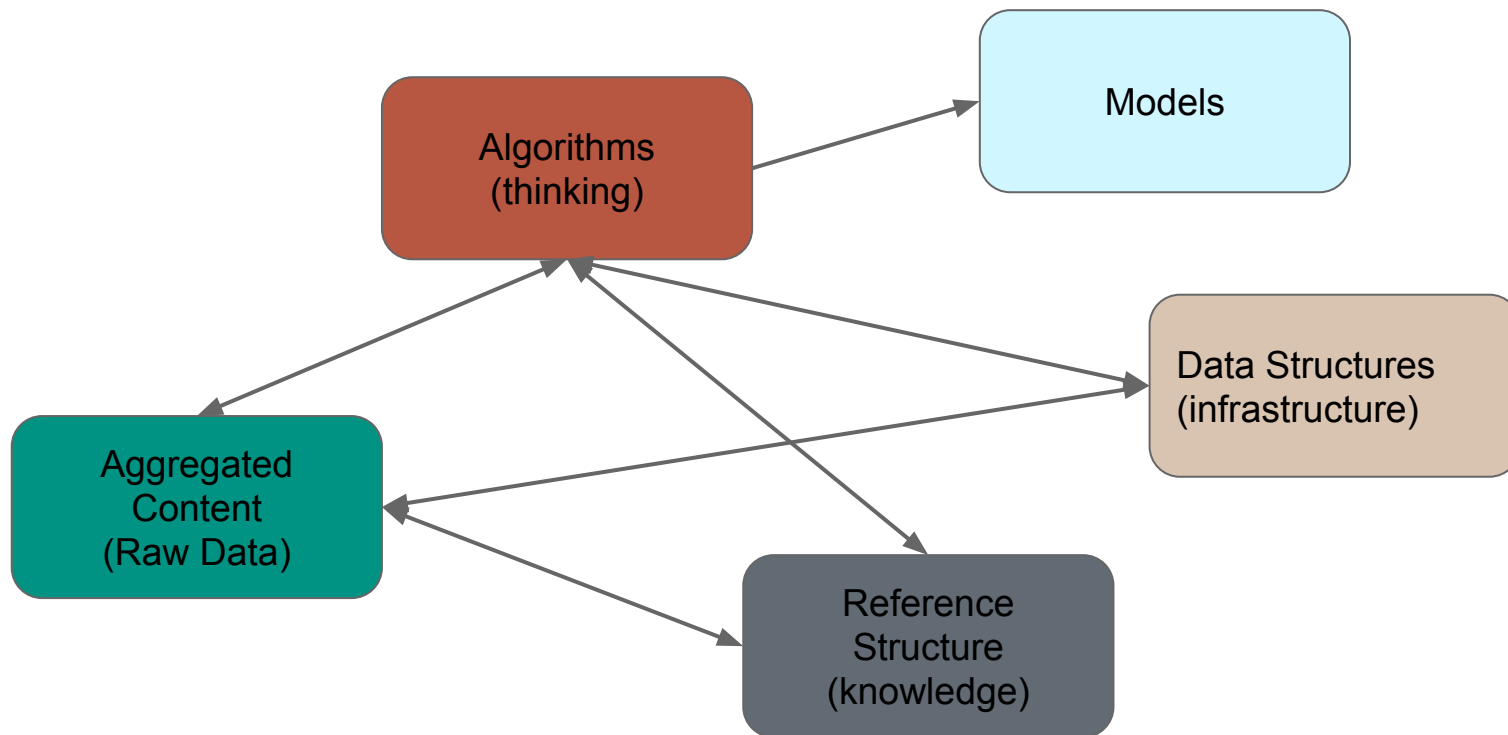 Models
Algorithms
(thinking)
Data Structures
(infrastructure)
Aggregated
Content
(Raw Data)
Reference
Structure
(knowledge)